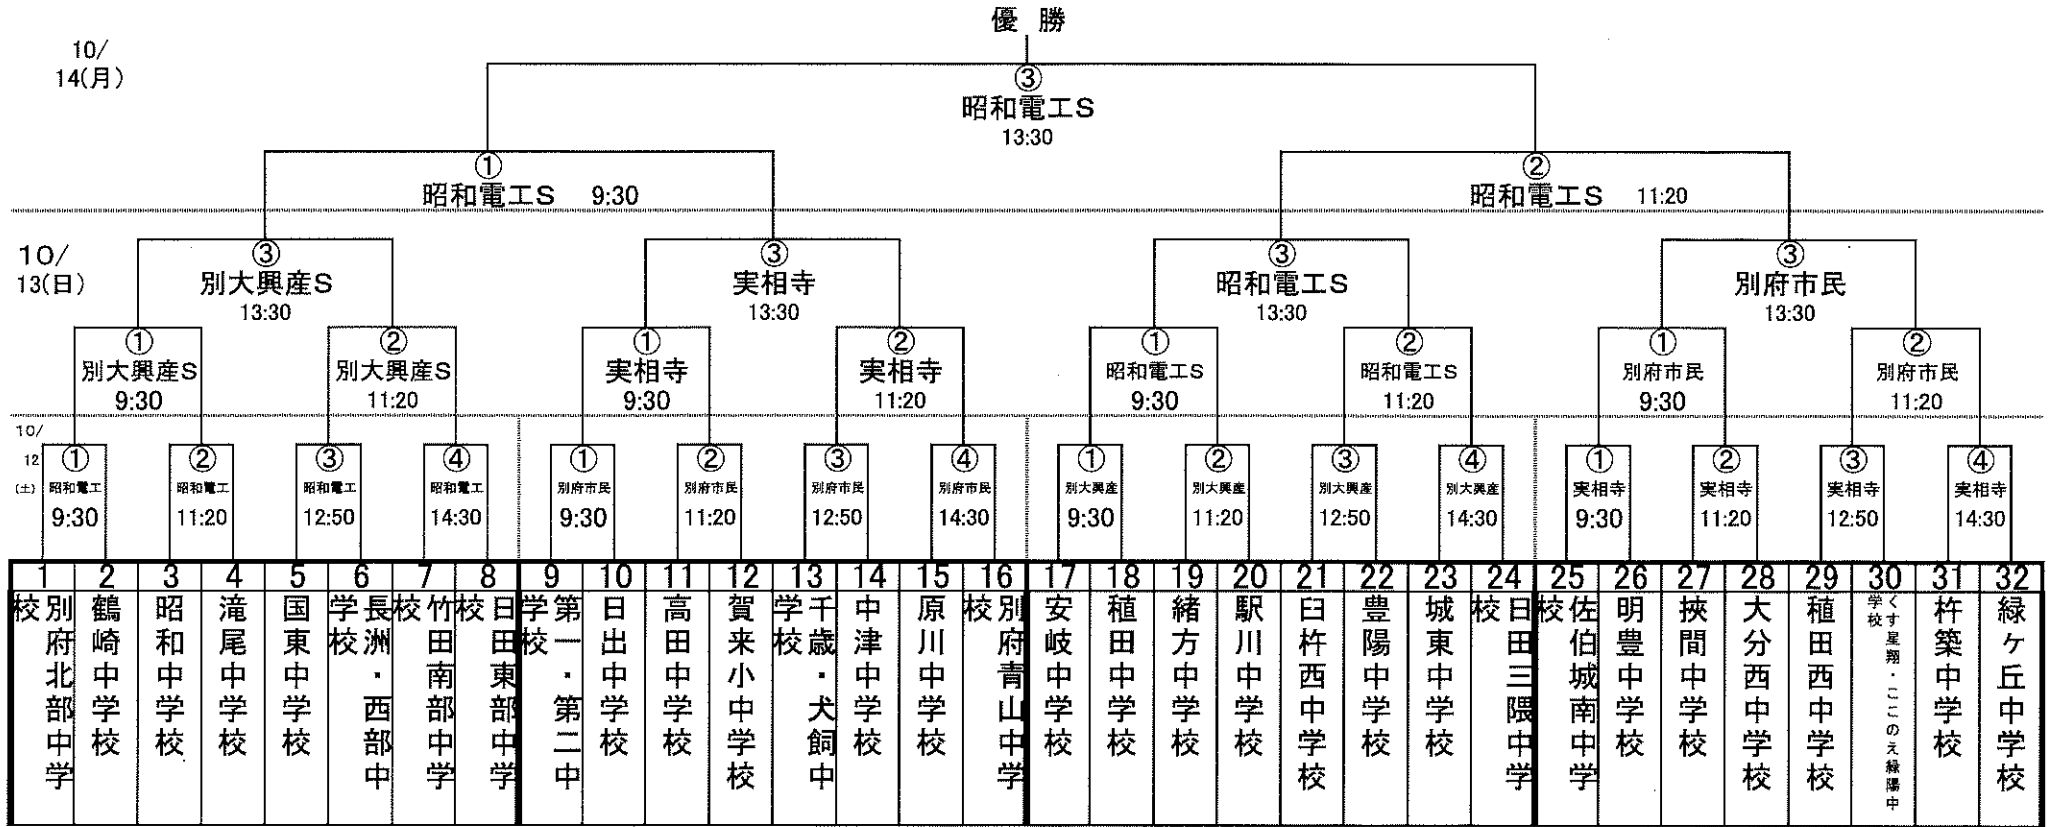 優 勝
10/
14(月)
③
昭和電工S
13:30
① ②
昭和電工S 9:30 昭和電工S 11:20
10/
13(日)
③ ③ ③ ③
別大興産S 実相寺 昭和電工S 別府市民
13:30 13:30 13:30 13:30
① ② ① ② ① ② ① ②
別大興産S 別大興産S 実相寺 実相寺 昭和電工S 昭和電工S 別府市民 別府市民
9:30 11:20 9:30 11:20 9:30 11:20 9:30 11:20
10/
12
(土)
① ② ③ ④ ① ② ③ ④ ① ② ③ ④ ① ② ③ ④
昭和電工 昭和電工 昭和電工 昭和電工 別府市民 別府市民 別府市民 別府市民 別大興産 別大興産 別大興産 別大興産 実相寺 実相寺 実相寺 実相寺
9:30 11:20 12:50 14:30 9:30 11:20 12:50 14:30 9:30 11:20 12:50 14:30 9:30 11:20 12:50 14:30
1 2 3 4 5 6 7 8 9 10 11 12 13 14 15 16 17 18 19 20 21 22 23 24 25 26 27 28 29 30 31 32
別府北部中学校
鶴崎中学校
昭和中学校
滝尾中学校
国東中学校
長洲・西部中学校
竹田南部中学校
日田東部中学校
第一・第二中学校
日出中学校
高田中学校
賀来小中学校
千歳・犬飼中学校
中津中学校
原川中学校
別府青山中学校
安岐中学校
稙田中学校
緒方中学校
駅川中学校
臼杵西中学校
豊陽中学校
城東中学校
日田三隈中学校
佐伯城南中学校
明豊中学校
挾間中学校
大分西中学校
稙田西中学校
くす星翔・ここのえ緑陽中学校
杵築中学校
緑ヶ丘中学校